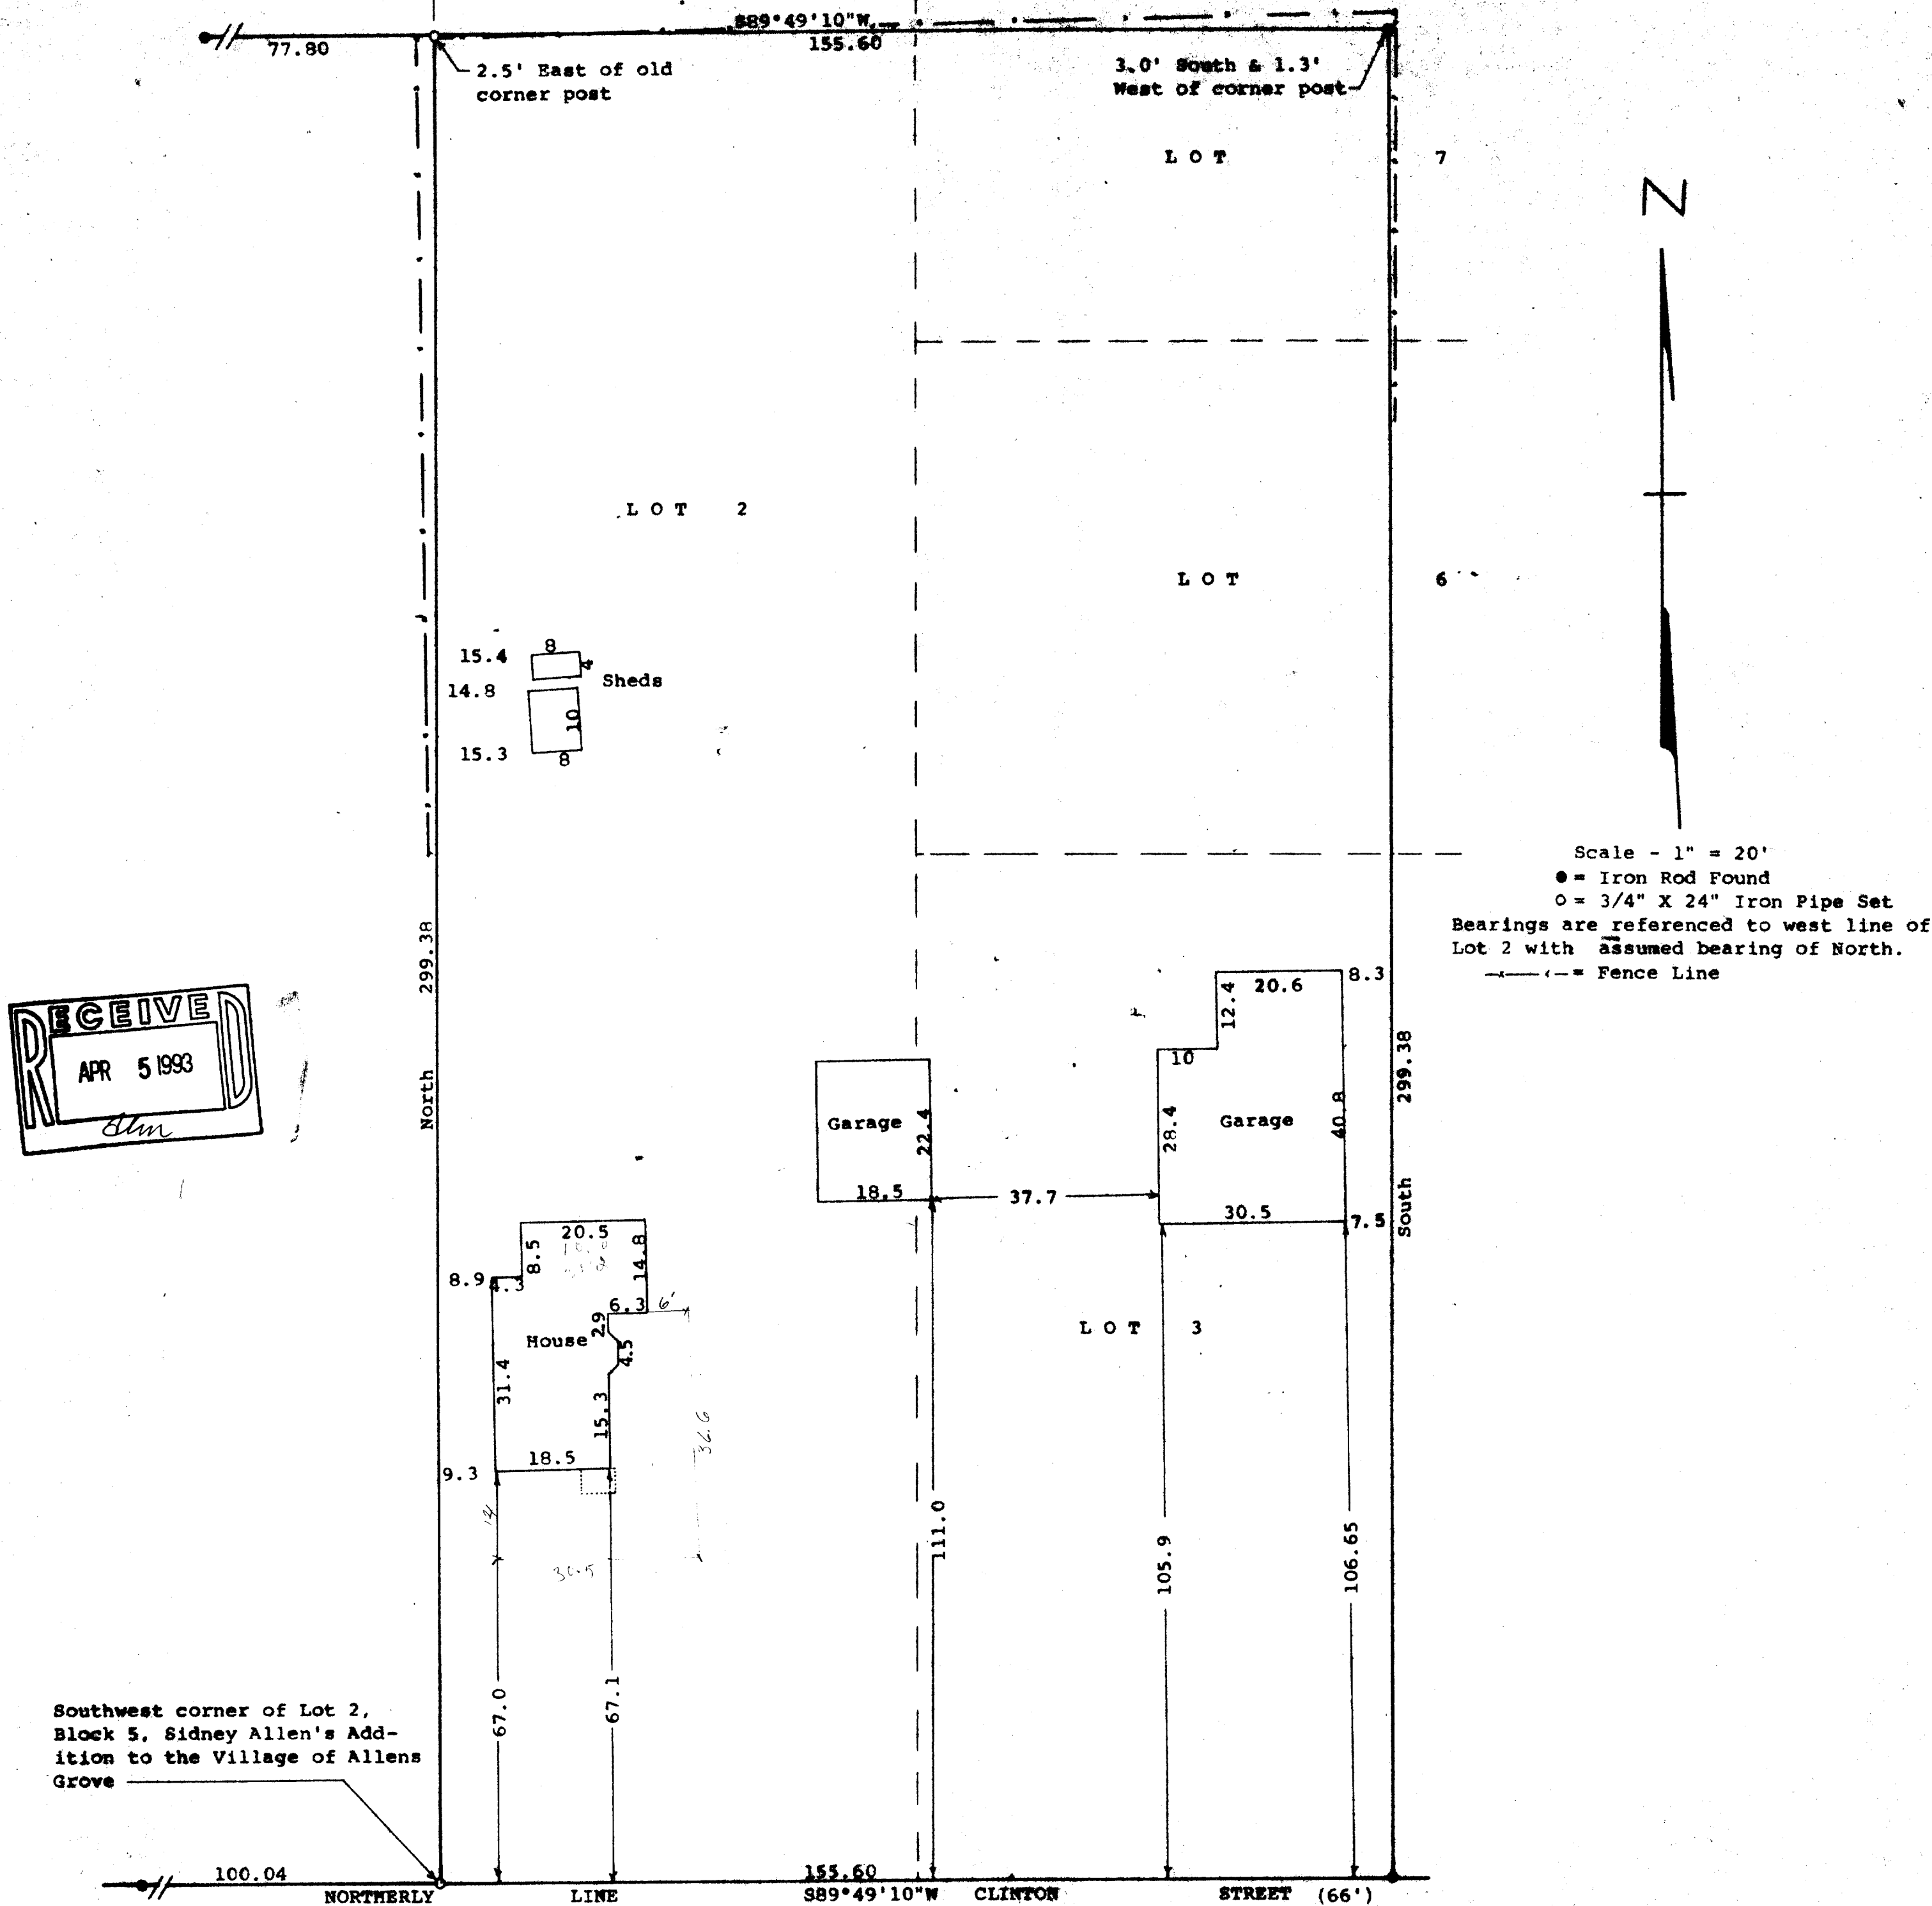 S89°49'10"W
77.80
155.60
2.5' East of old
corner post
3.0' South & 1.3'
West of corner post
LOT 7
N
LOT 2
LOT 6
15.4
8
4
Sheds
14.8
10
15.3
8
Scale - 1" = 20'
● = Iron Rod Found
O = 3/4" X 24" Iron Pipe Set
Bearings are referenced to west line of
Lot 2 with assumed bearing of North.
= Fence Line
North 299.38
8.3
20.6
12.4
10
South 299.38
RECEIVED
APR 5 1993
Garage
22.4
18.5
37.7
28.4
Garage
40.8
30.5
7.5
20.5
8.5
14.8
8.9
4.3
6.3
6'
2.9
House
4.5
LOT 3
31.4
15.3
36.6
18.5
9.3
30.5
111.0
105.9
106.65
67.0
67.1
Southwest corner of Lot 2,
Block 5, Sidney Allen's Add-
ition to the Village of Allens
Grove
100.04
155.60
NORTHERLY LINE S89°49'10"W CLINTON STREET (66')